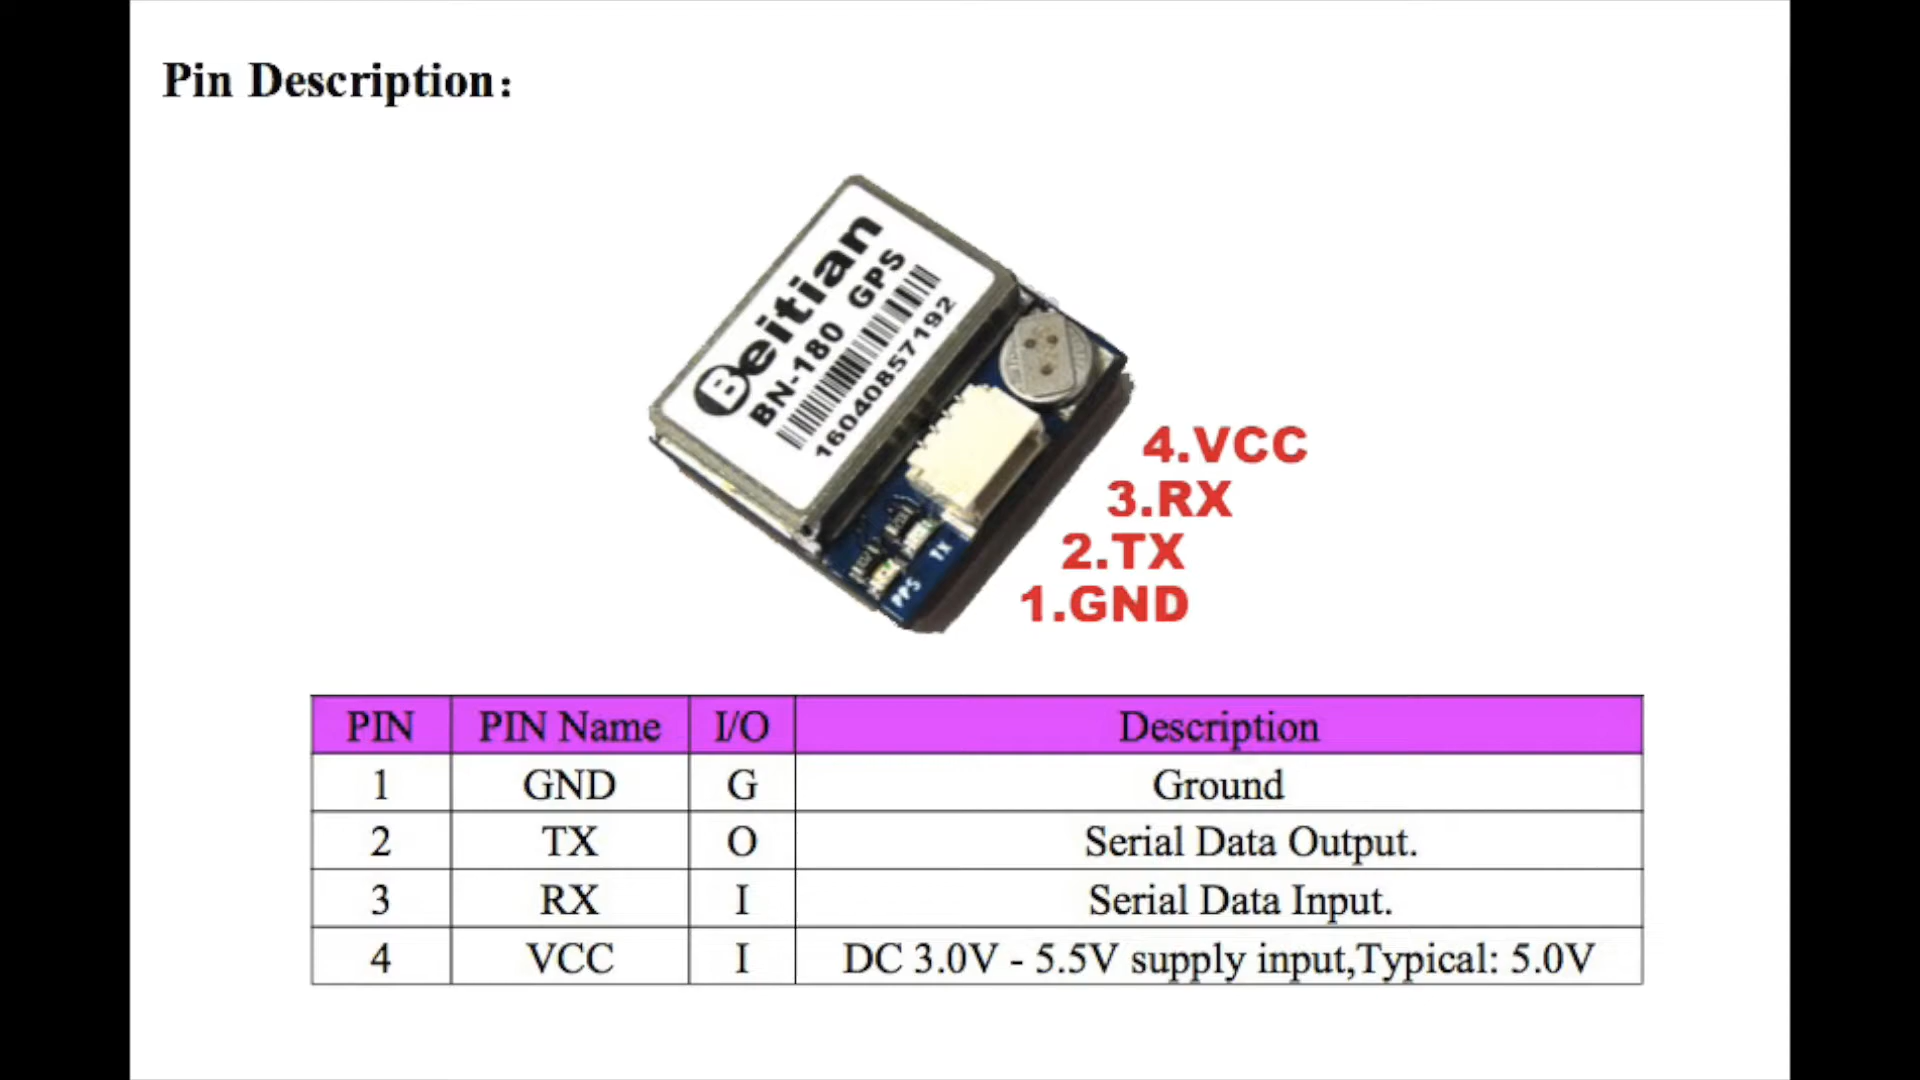 Pin Description:
Beitian
BN-180 GPS
16040857192
TX
PPS
4.VCC
3.RX
2.TX
1.GND
PIN PIN Name I/O Description
1 GND G Ground
2 TX O Serial Data Output.
3 RX I Serial Data Input.
4 VCC I DC 3.0V - 5.5V supply input,Typical: 5.0V